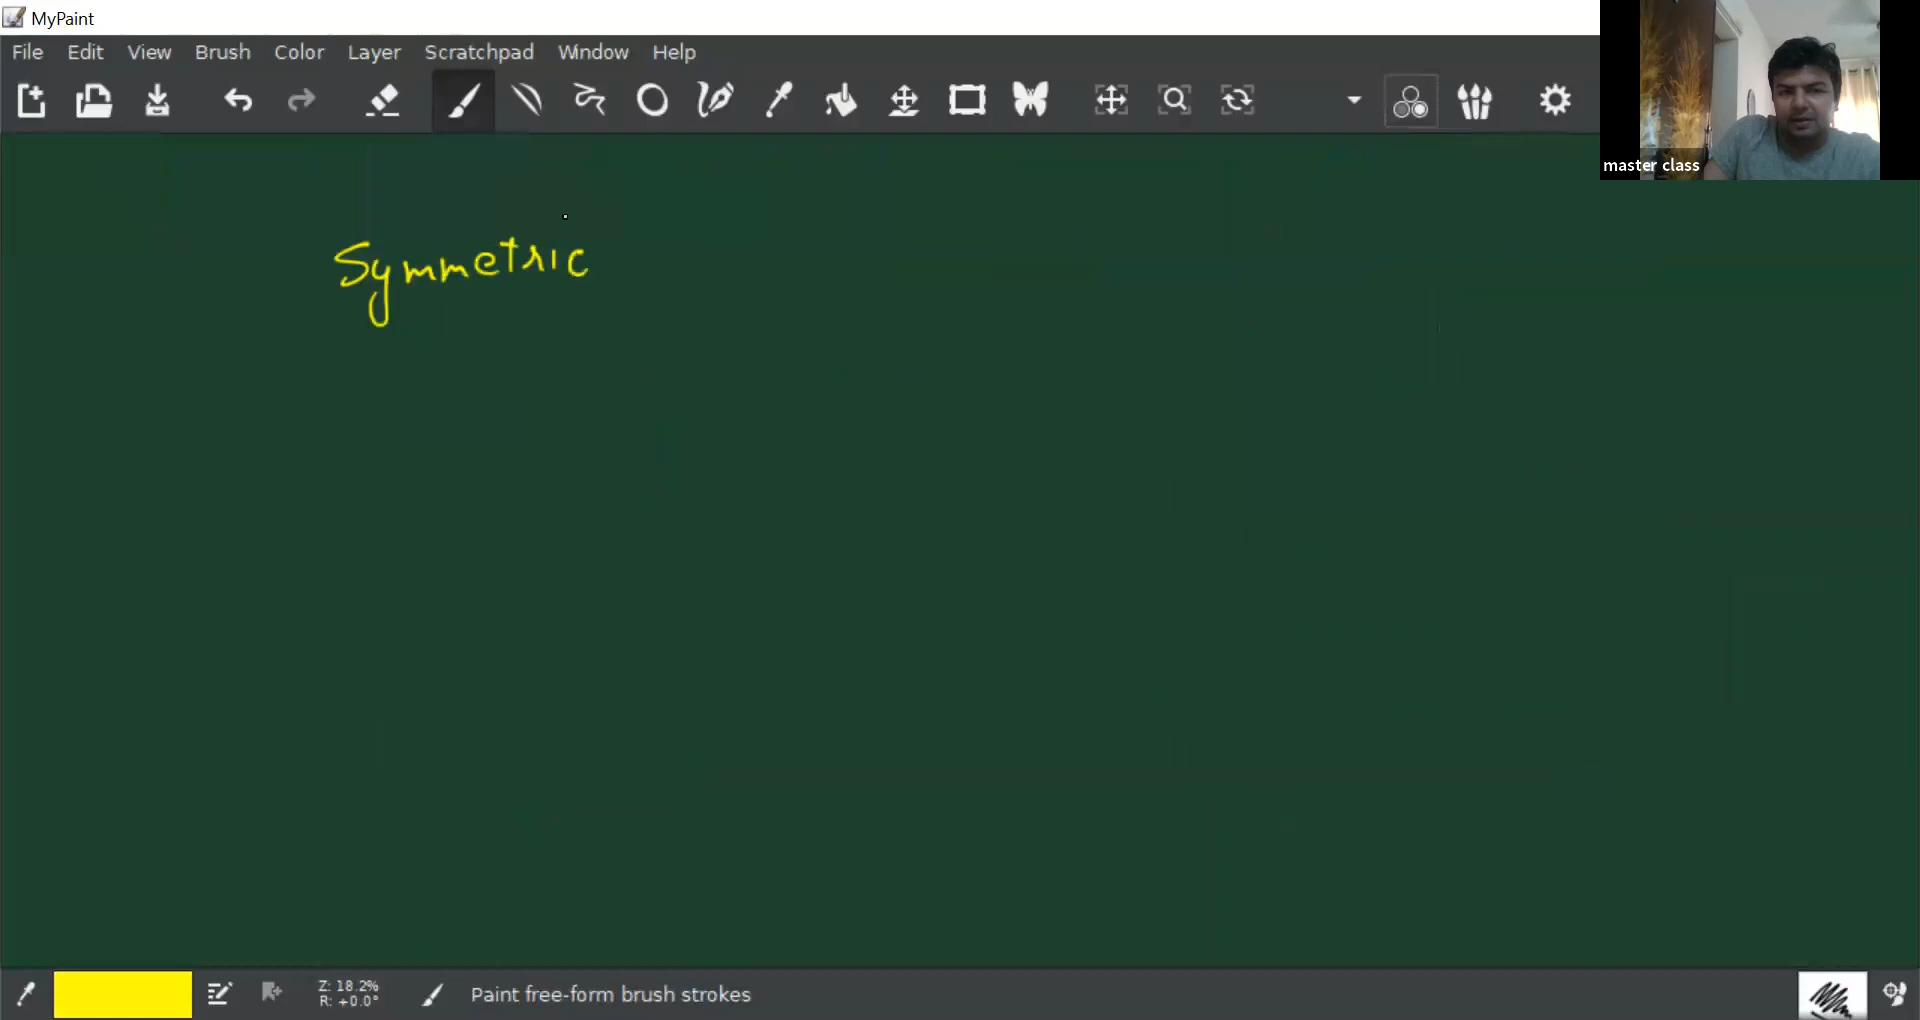 MyPaint
File Edit View Brush Color Layer Scratchpad Window Help
master class
Symmetric
Z: 18.2%
R: +0.0°
Paint free-form brush strokes